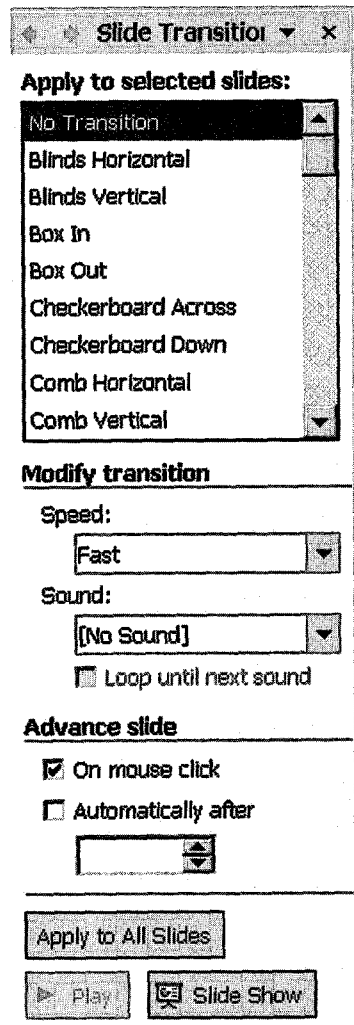 Slide Transition
Apply to selected slides:
No Transition
Blinds Horizontal
Blinds Vertical
Box In
Box Out
Checkerboard Across
Checkerboard Down
Comb Horizontal
Comb Vertical
Modify transition
Speed:
Fast
Sound:
[No Sound]
Loop until next sound
Advance slide
On mouse click
Automatically after
Apply to All Slides
Play
Slide Show